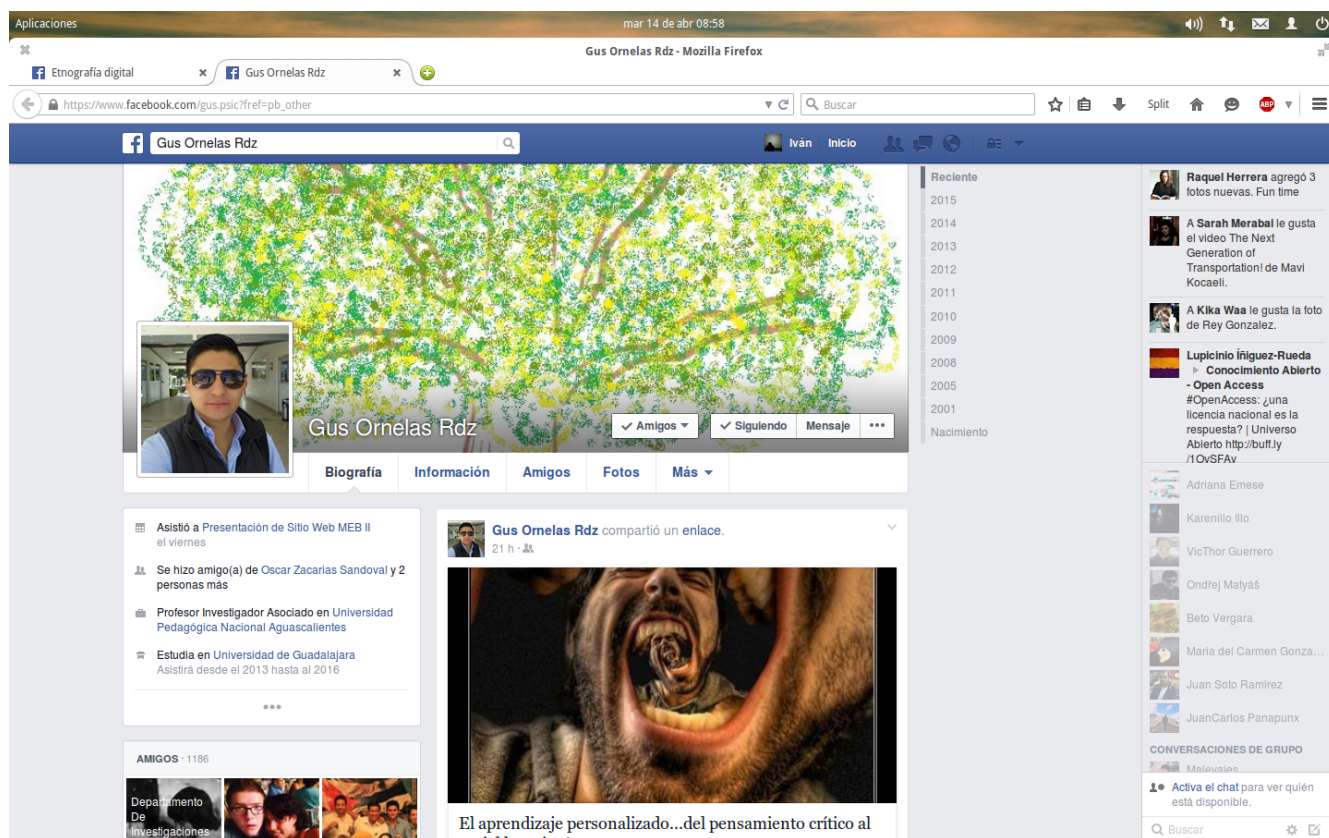 Aplicaciones
mar 14 de abr 08:58
Gus Ornelas Rdz - Mozilla Firefox
Etnografía digital
Gus Ornelas Rdz
https://www.facebook.com/gus.psic?fref=pb_other
Buscar
Split
ABP
Gus Ornelas Rdz
Iván
Inicio
Gus Ornelas Rdz
Amigos
Siguiendo
Mensaje
Biografía
Información
Amigos
Fotos
Más
Reciente
2015
2014
2013
2012
2011
2010
2009
2008
2005
2001
Nacimiento
Asistió a Presentación de Sitio Web MEB II
el viernes
Se hizo amigo(a) de Oscar Zacarias Sandoval y 2
personas más
Profesor Investigador Asociado en Universidad
Pedagógica Nacional Aguascalientes
Estudia en Universidad de Guadalajara
Asistirá desde el 2013 hasta al 2016
AMIGOS · 1186
Departamento
De
Investigaciones
Gus Ornelas Rdz compartió un enlace.
21 h ·
El aprendizaje personalizado...del pensamiento crítico al
Raquel Herrera agregó 3
fotos nuevas. Fun time
A Sarah Merabai le gusta
el video The Next
Generation of
Transportation! de Mavi
Kocaeli.
A Kika Waa le gusta la foto
de Rey Gonzalez.
Lupicinio Íñiguez-Rueda
Conocimiento Abierto
- Open Access
#OpenAccess: ¿una
licencia nacional es la
respuesta? | Universo
Abierto http://buff.ly
/1OvSFAv
Adriana Emese
Karenillo Illo
VicThor Guerrero
Ondřej Matyáš
Beto Vergara
Maria del Carmen Gonza...
Juan Soto Ramirez
JuanCarlos Panapunx
CONVERSACIONES DE GRUPO
Malevajes
Activa el chat para ver quién
está disponible.
Buscar